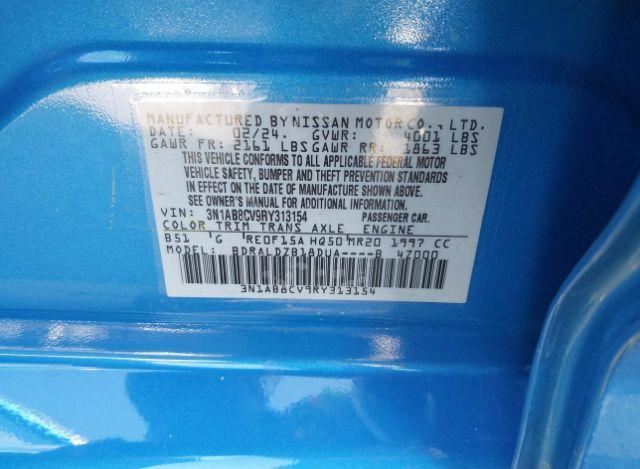 MANUFACTURED BY NISSAN MOTOR CO., LTD.
DATE: 02/24. GVWR: 4001 LBS
GAWR FR: 2161 LBS GAWR RR: 1863 LBS
THIS VEHICLE CONFORMS TO ALL APPLICABLE FEDERAL MOTOR
VEHICLE SAFETY, BUMPER AND THEFT PREVENTION STANDARDS
IN EFFECT ON THE DATE OF MANUFACTURE SHOWN ABOVE.
SEE OWNER'S MANUAL FOR ADDITIONAL INFORMATION.
VIN: 3N1AB8CV9RY313154 PASSENGER CAR.
COLOR TRIM TRANS AXLE ENGINE
B51 G RE0F15A HQ50 MR20 1997 CC
BDRALDZB18DUA----B 4Z000
3N1AB8CV9RY313154